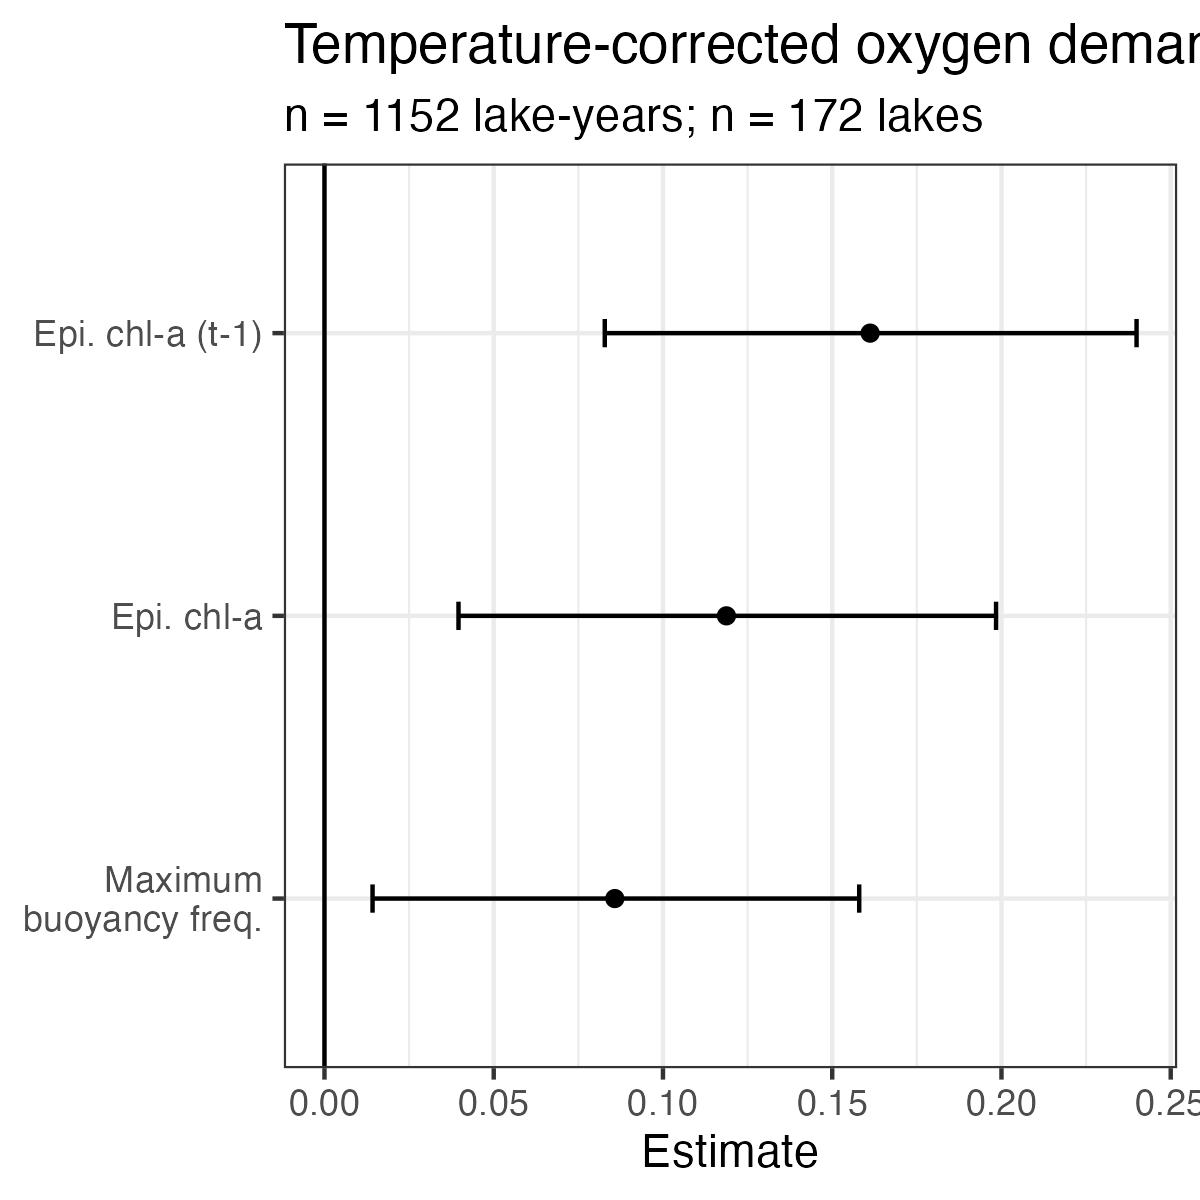 Temperature-corrected oxygen
n = 1152 lake-years; n = 172 lakes
Epi. chl-a (t-1)
Epi. chl-a
Maximum
buoyancy freq.
0.00 0.05 0.10 0.15 0.20 0.25
Estimate